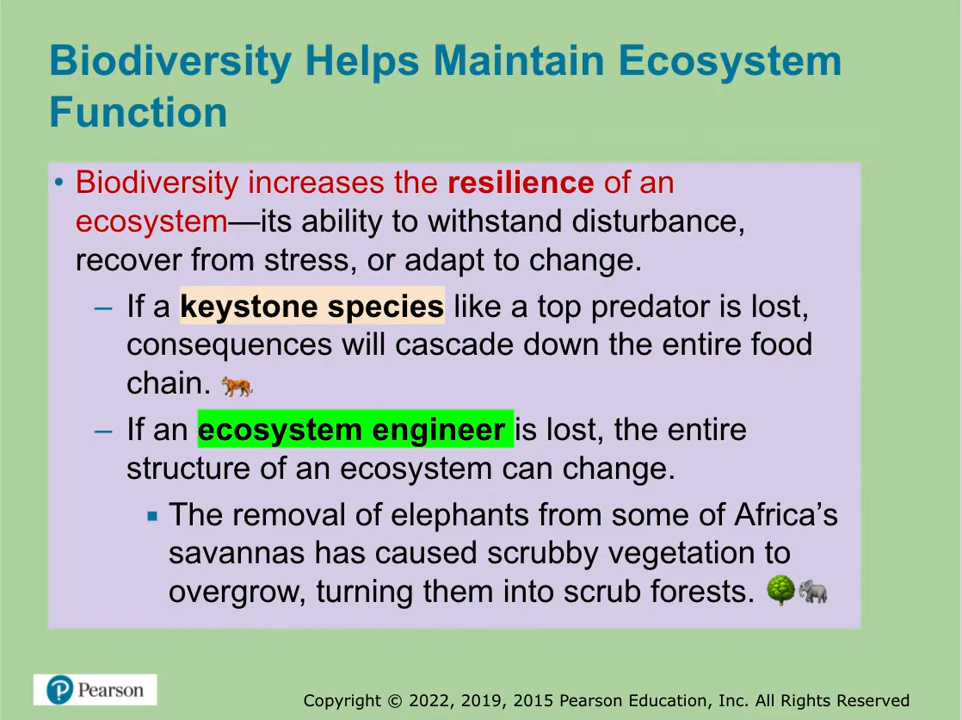 Biodiversity Helps Maintain Ecosystem
Function
• Biodiversity increases the resilience of an
ecosystem—its ability to withstand disturbance,
recover from stress, or adapt to change.
– If a keystone species like a top predator is lost,
consequences will cascade down the entire food
chain. 🐅
– If an ecosystem engineer is lost, the entire
structure of an ecosystem can change.
▪ The removal of elephants from some of Africa’s
savannas has caused scrubby vegetation to
overgrow, turning them into scrub forests. 🌳🐘
Pearson
Copyright © 2022, 2019, 2015 Pearson Education, Inc. All Rights Reserved